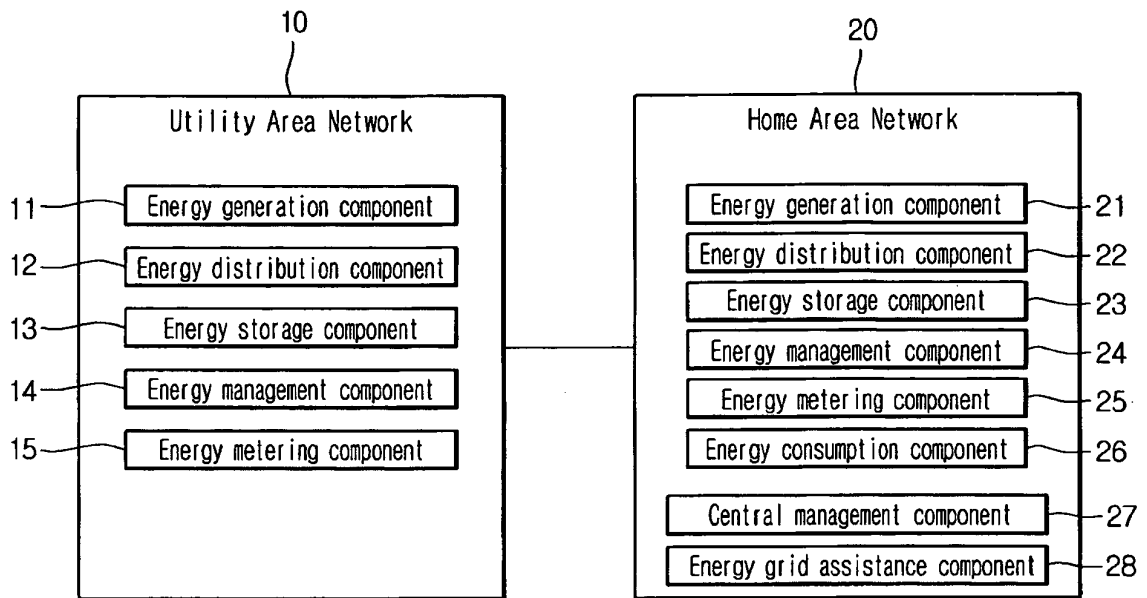 10
20
Utility Area Network
Home Area Network
11
Energy generation component
12
Energy distribution component
13
Energy storage component
14
Energy management component
15
Energy metering component
Energy generation component
21
Energy distribution component
22
Energy storage component
23
Energy management component
24
Energy metering component
25
Energy consumption component
26
Central management component
27
Energy grid assistance component
28